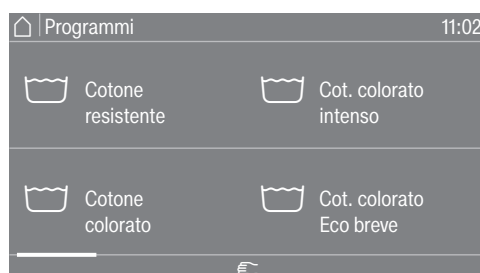 Programmi 11:02
Cotone
resistente
Cot. colorato
intenso
Cotone
colorato
Cot. colorato
Eco breve